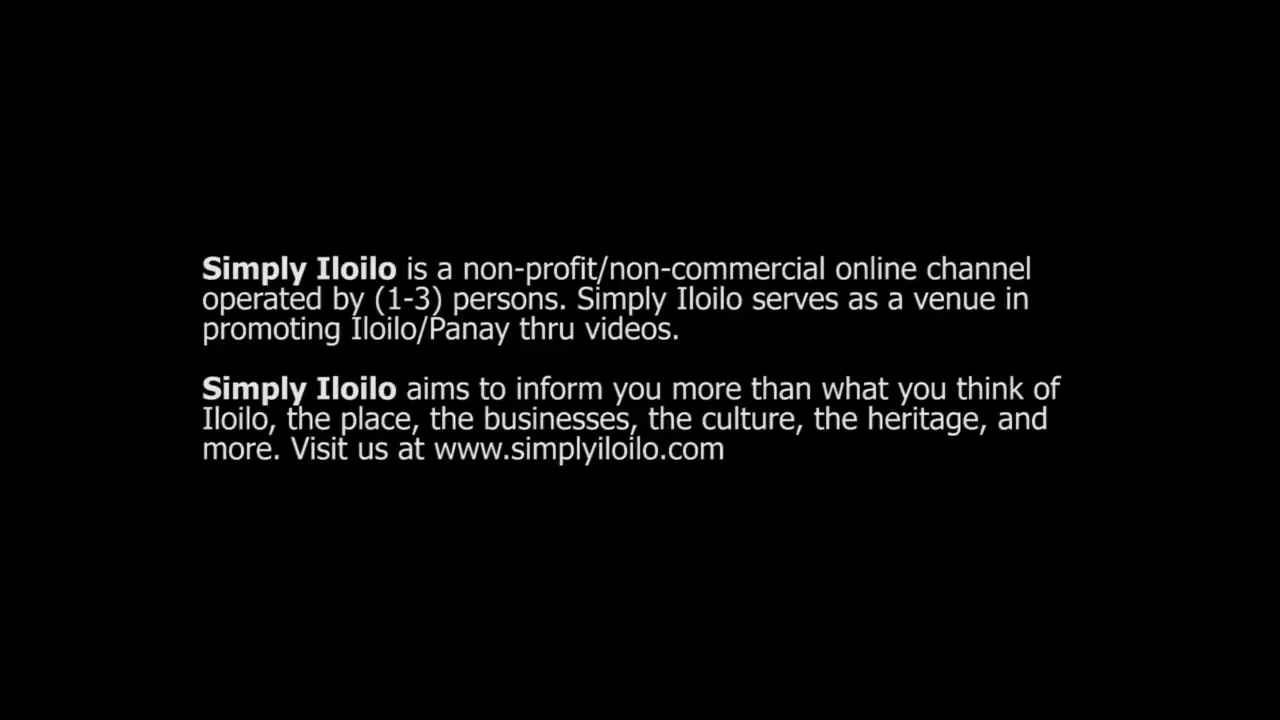 Simply Iloilo is a non-profit/non-commercial online channel
operated by (1-3) persons. Simply Iloilo serves as a venue in
promoting Iloilo/Panay thru videos.
Simply Iloilo aims to inform you more than what you think of
Iloilo, the place, the businesses, the culture, the heritage, and
more. Visit us at www.simplyiloilo.com